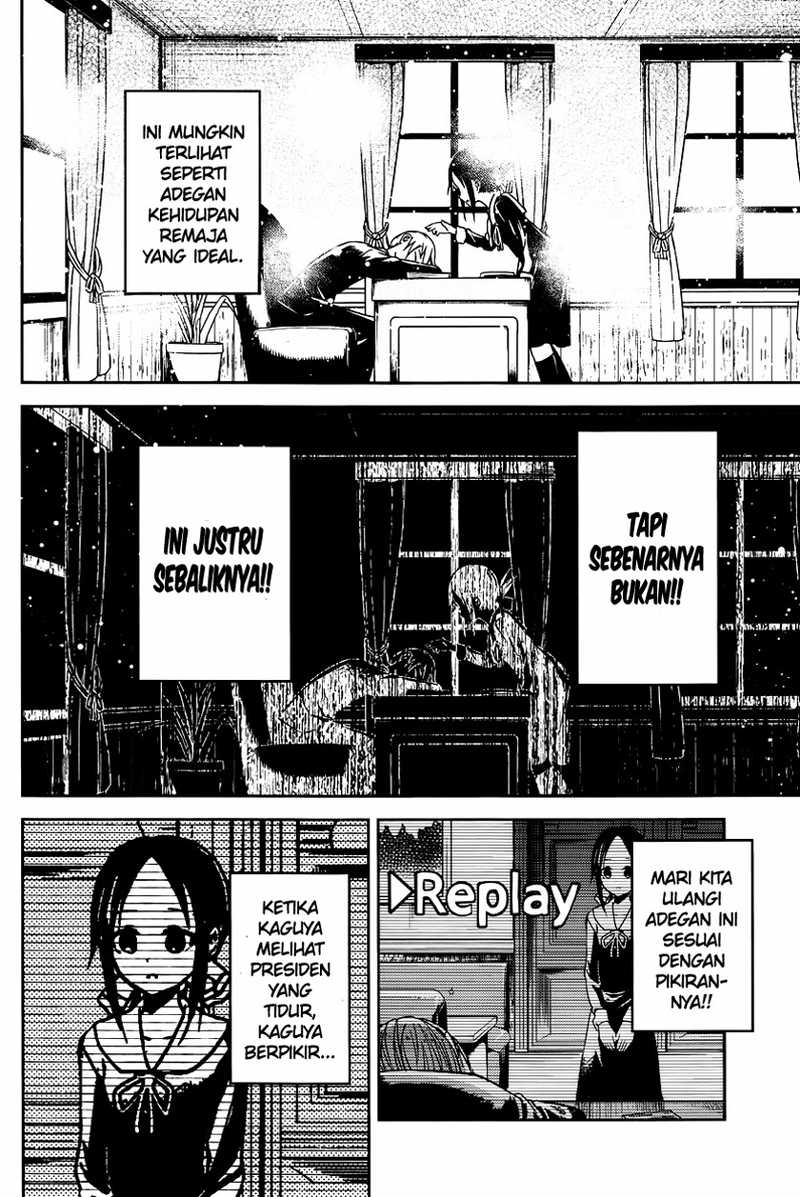 INI MUNGKIN
TERLIHAT
SEPERTI
ADEGAN
KEHIDUPAN
REMAJA
YANG IDEAL.
TAPI
SEBENARNYA
BUKAN!!
INI JUSTRU
SEBALIKNYA!!
MARI KITA
ULANGI
ADEGAN INI
SESUAI
DENGAN
PIKIRAN-
NYA!!
Replay
KETIKA
KAGUYA
MELIHAT
PRESIDEN
YANG
TIDUR,
KAGUYA
BERPIKIR...